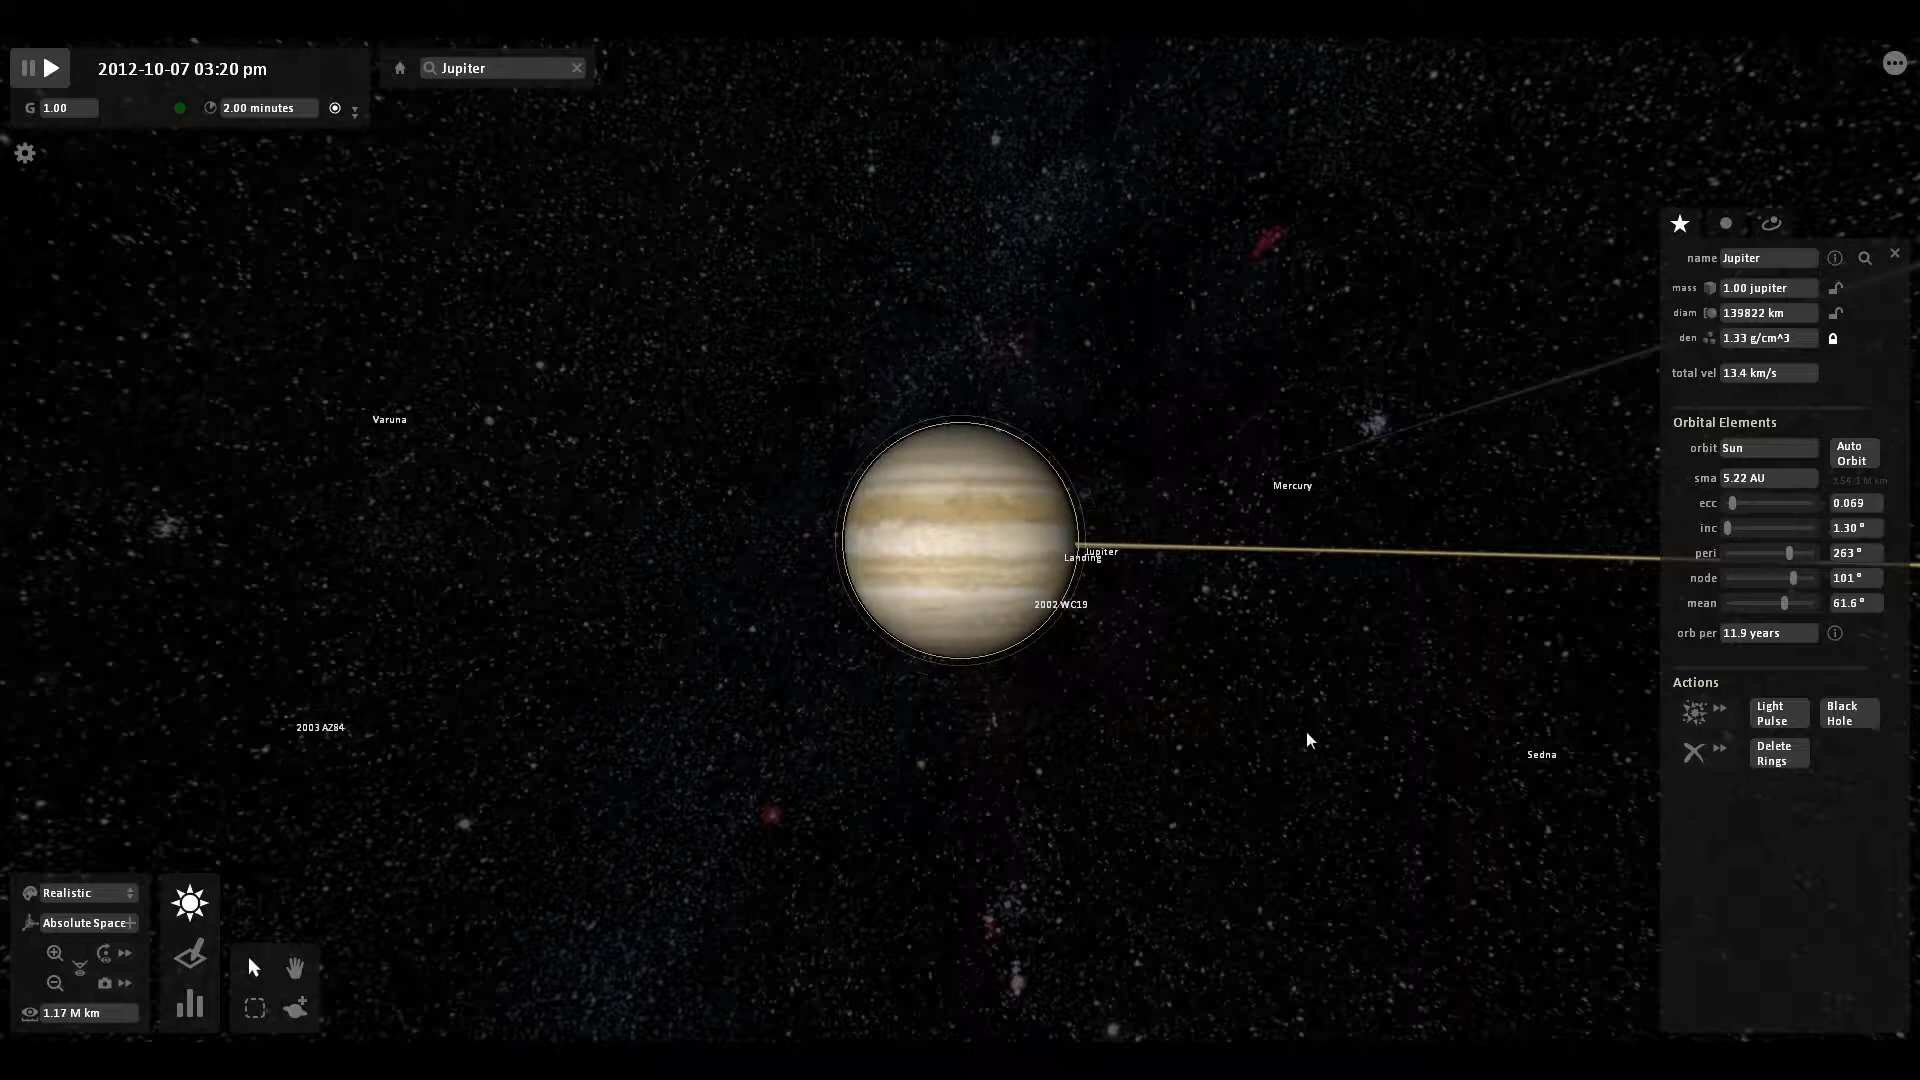 2012-10-07 03:20 pm
Jupiter
G 1.00
2.00 minutes
name Jupiter
mass 1.00 jupiter
diam 139822 km
den 1.33 g/cm^3
total vel 13.4 km/s
Varuna
Orbital Elements
orbit Sun
Auto
Orbit
sma 5.22 AU
Mercury
ecc 0.069
inc 1.30°
peri 263°
Jupiter
Landing
node 101°
2002 WC19
mean 61.6°
orb per 11.9 years
Actions
Light
Pulse
Black
Hole
2003 AZ84
Sedna
Delete
Rings
Realistic
Absolute Space
1.17 M km